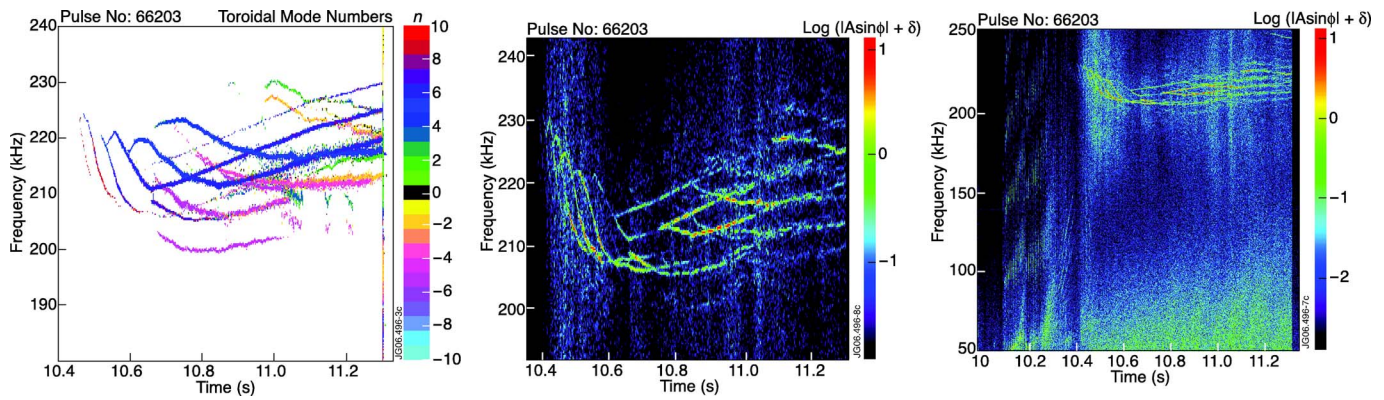 Pulse No: 66203 Toroidal Mode Numbers n
240
230
220
210
200
190
Frequency (kHz)
10.4 10.6 10.8 11.0 11.2
Time (s)
10
8
6
4
2
0
−2
−4
−6
−8
−10
JG06.496-3c
Pulse No: 66203 Log (|Asinϕ| + δ)
240
230
220
210
200
Frequency (kHz)
10.4 10.6 10.8 11.0 11.2
Time (s)
1
0
−1
JG06.496-8c
Pulse No: 66203 Log (|Asinϕ| + δ)
250
200
150
100
50
Frequency (kHz)
10 10.2 10.4 10.6 10.8 11.0 11.2
Time (s)
1
0
−1
−2
JG06.496-7c